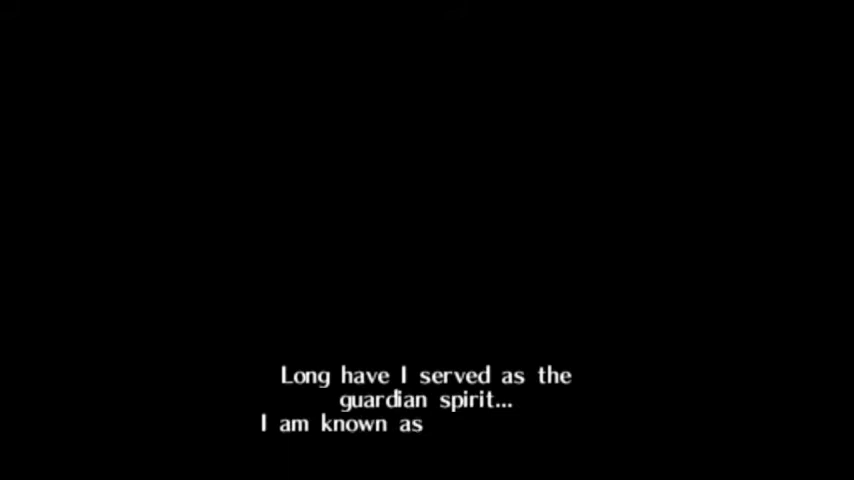 Long have I served as the
guardian spirit...
I am known as